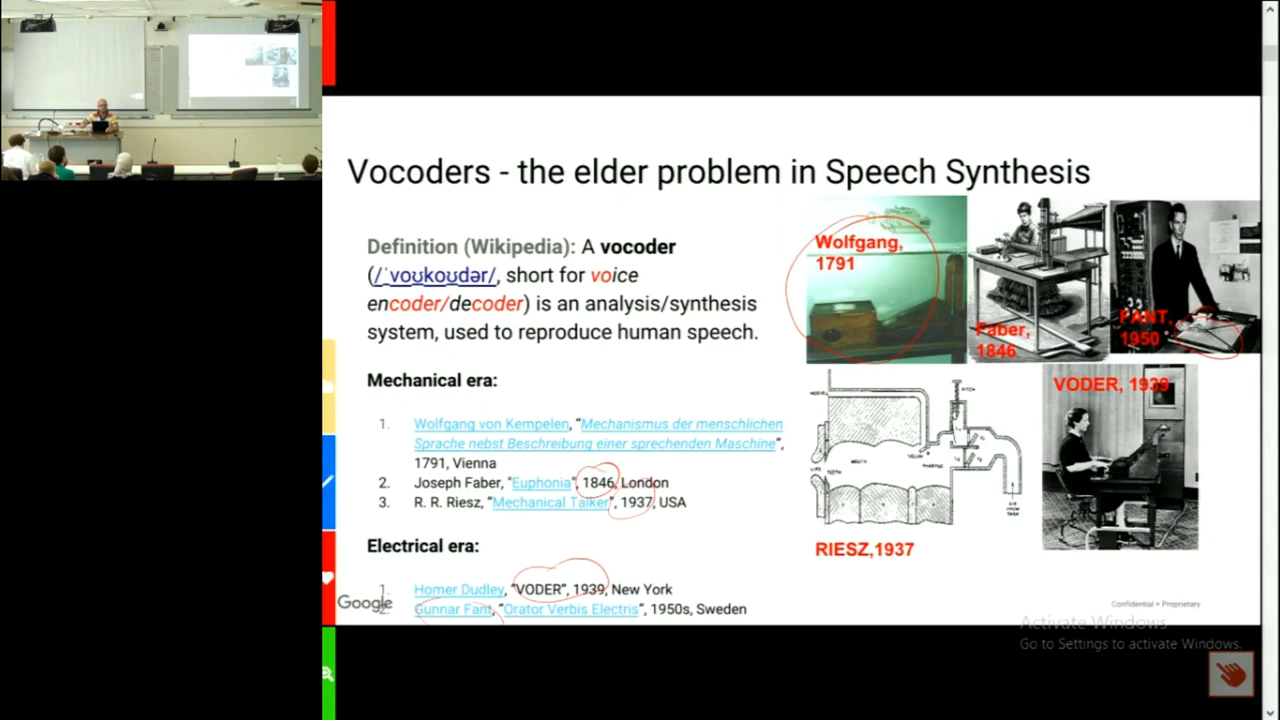 Vocoders - the elder problem in Speech Synthesis
Definition (Wikipedia): A vocoder
(/ˈvoʊkoʊdər/, short for voice
encoder/decoder) is an analysis/synthesis
system, used to reproduce human speech.
Mechanical era:
1. Wolfgang von Kempelen, "Mechanismus der menschlichen
Sprache nebst Beschreibung einer sprechenden Maschine",
1791, Vienna
2. Joseph Faber, "Euphonia", 1846, London
3. R. R. Riesz, "Mechanical Talker", 1937, USA
Electrical era:
1. Homer Dudley, "VODER", 1939, New York
2. Gunnar Fant, "Orator Verbis Electris", 1950s, Sweden
Wolfgang,
1791
Faber,
1846
FANT,
1950
VODER, 1939
TEETH
MOUTH
RIESZ,1937
Google
Confidential + Proprietary
Activate Windows
Go to Settings to activate Windows.